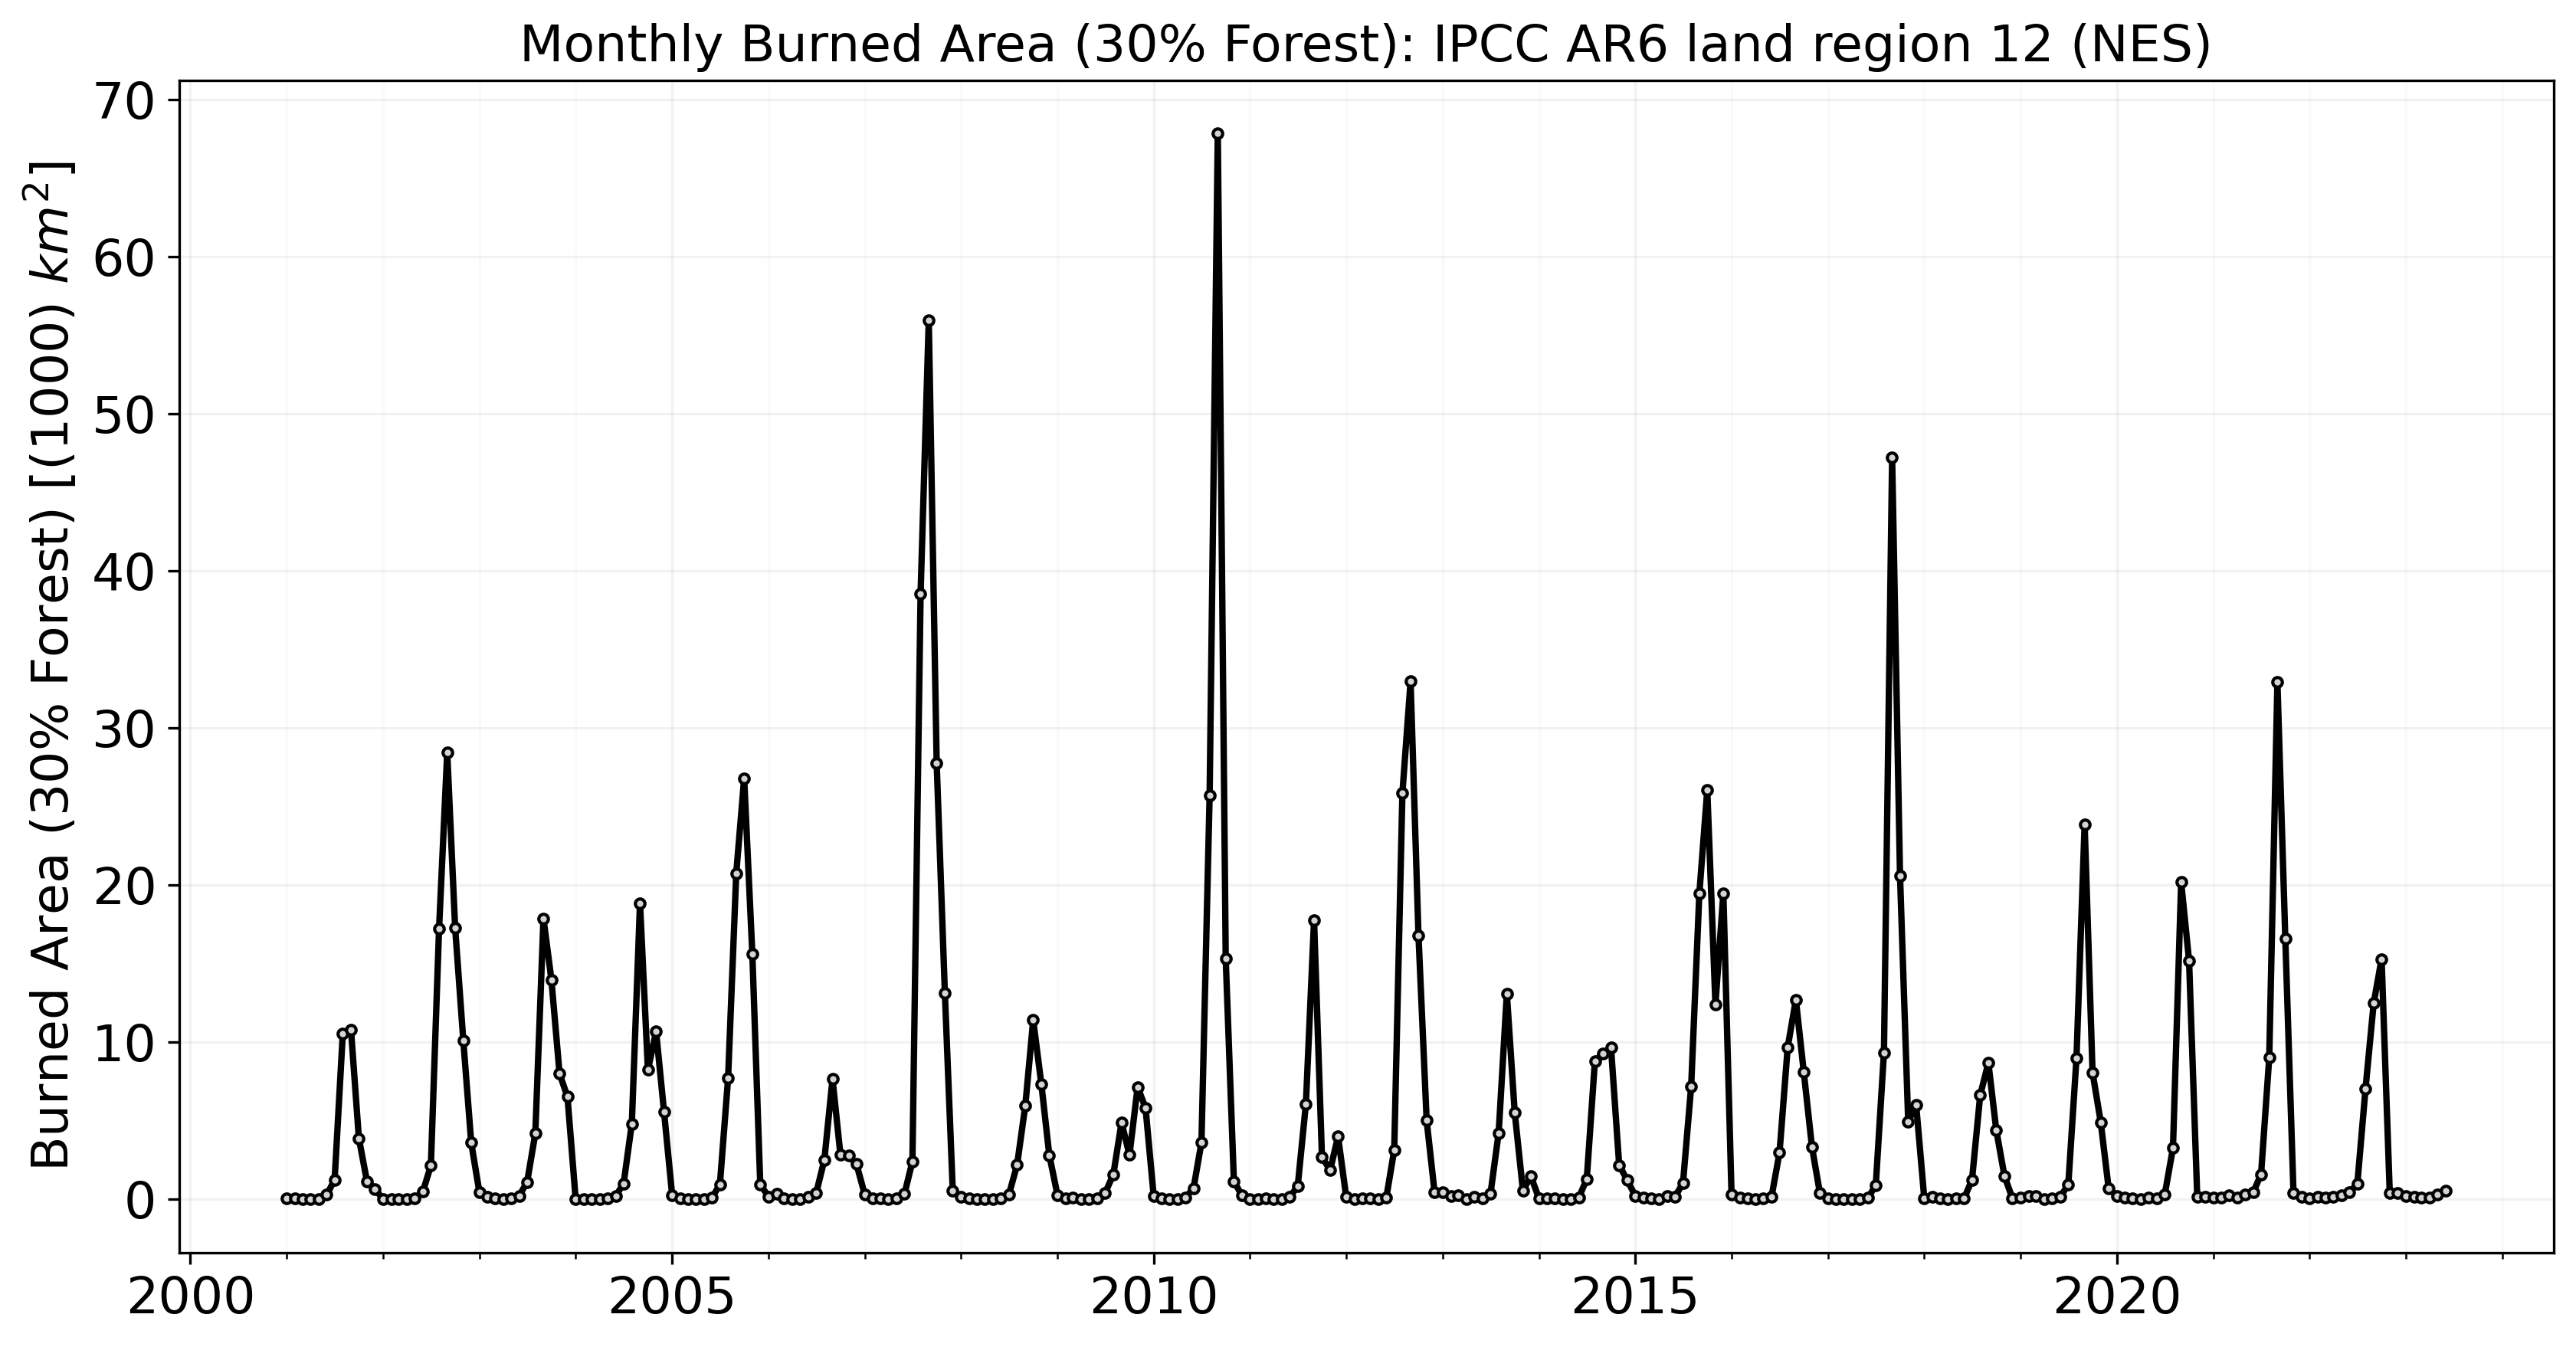 Monthly Burned Area (30% Forest): IPCC AR6 land region 12 (NES)
Burned Area (30% Forest) [(1000) km²]
70
60
50
40
30
20
10
0
2000 2005 2010 2015 2020